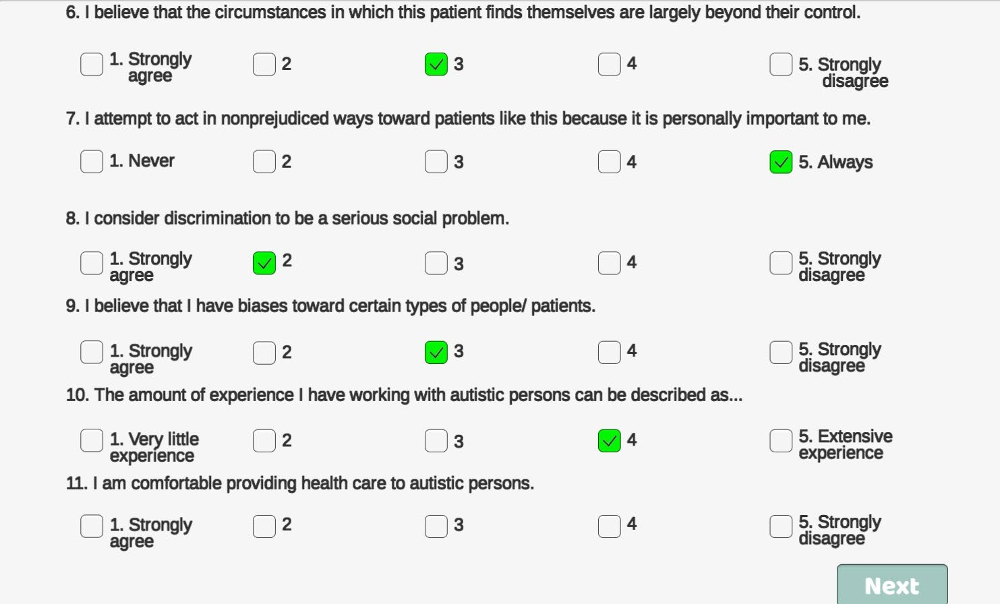 6. I believe that the circumstances in which this patient finds themselves are largely beyond their control.
1. Strongly agree 2 3 4 5. Strongly disagree
7. I attempt to act in nonprejudiced ways toward patients like this because it is personally important to me.
1. Never 2 3 4 5. Always
8. I consider discrimination to be a serious social problem.
1. Strongly agree 2 3 4 5. Strongly disagree
9. I believe that I have biases toward certain types of people/ patients.
1. Strongly agree 2 3 4 5. Strongly disagree
10. The amount of experience I have working with autistic persons can be described as...
1. Very little experience 2 3 4 5. Extensive experience
11. I am comfortable providing health care to autistic persons.
1. Strongly agree 2 3 4 5. Strongly disagree
Next